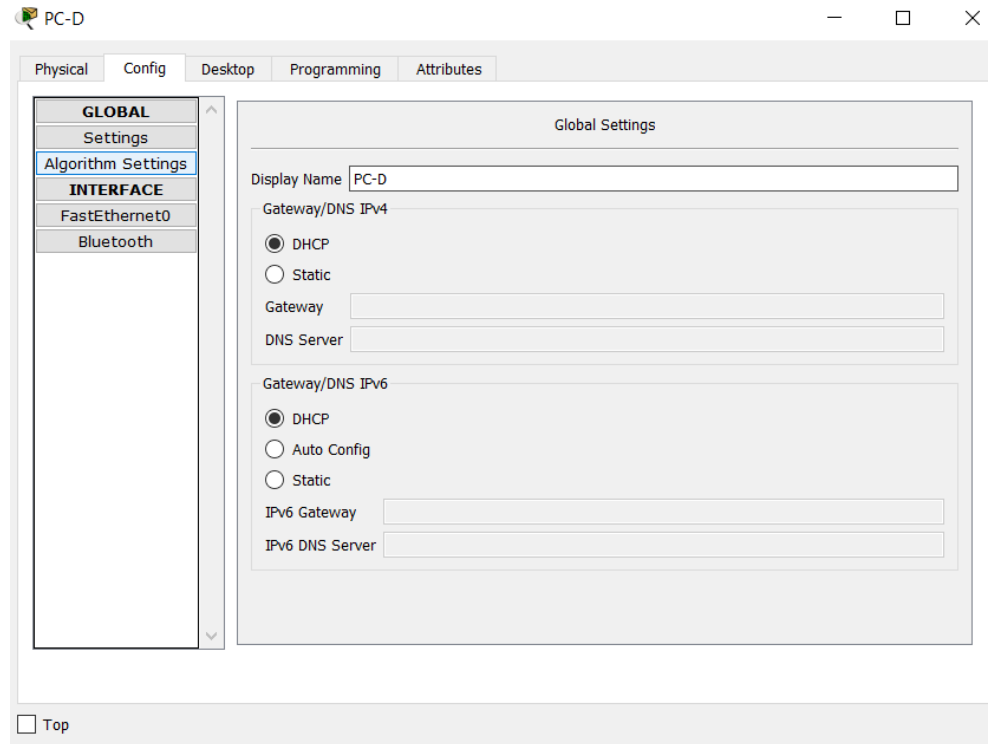 PC-D
Physical Config Desktop Programming Attributes
GLOBAL
Settings
Algorithm Settings
INTERFACE
FastEthernet0
Bluetooth
Global Settings
Display Name PC-D
Gateway/DNS IPv4
DHCP
Static
Gateway
DNS Server
Gateway/DNS IPv6
DHCP
Auto Config
Static
IPv6 Gateway
IPv6 DNS Server
Top